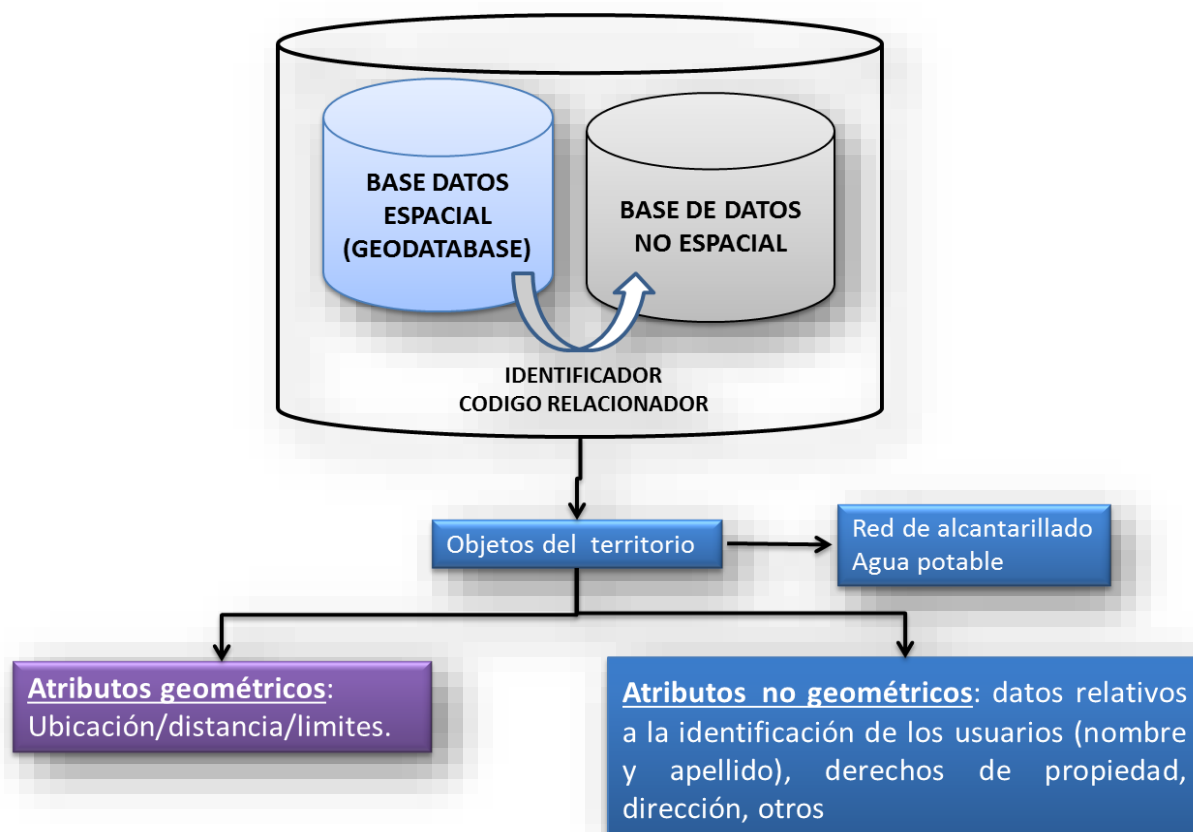 BASE DATOS
ESPACIAL
(GEODATABASE)
BASE DE DATOS
NO ESPACIAL
IDENTIFICADOR
CODIGO RELACIONADOR
Objetos del territorio
Red de alcantarillado
Agua potable
Atributos geométricos:
Ubicación/distancia/limites.
Atributos no geométricos: datos relativos
a la identificación de los usuarios (nombre
y apellido), derechos de propiedad,
dirección, otros